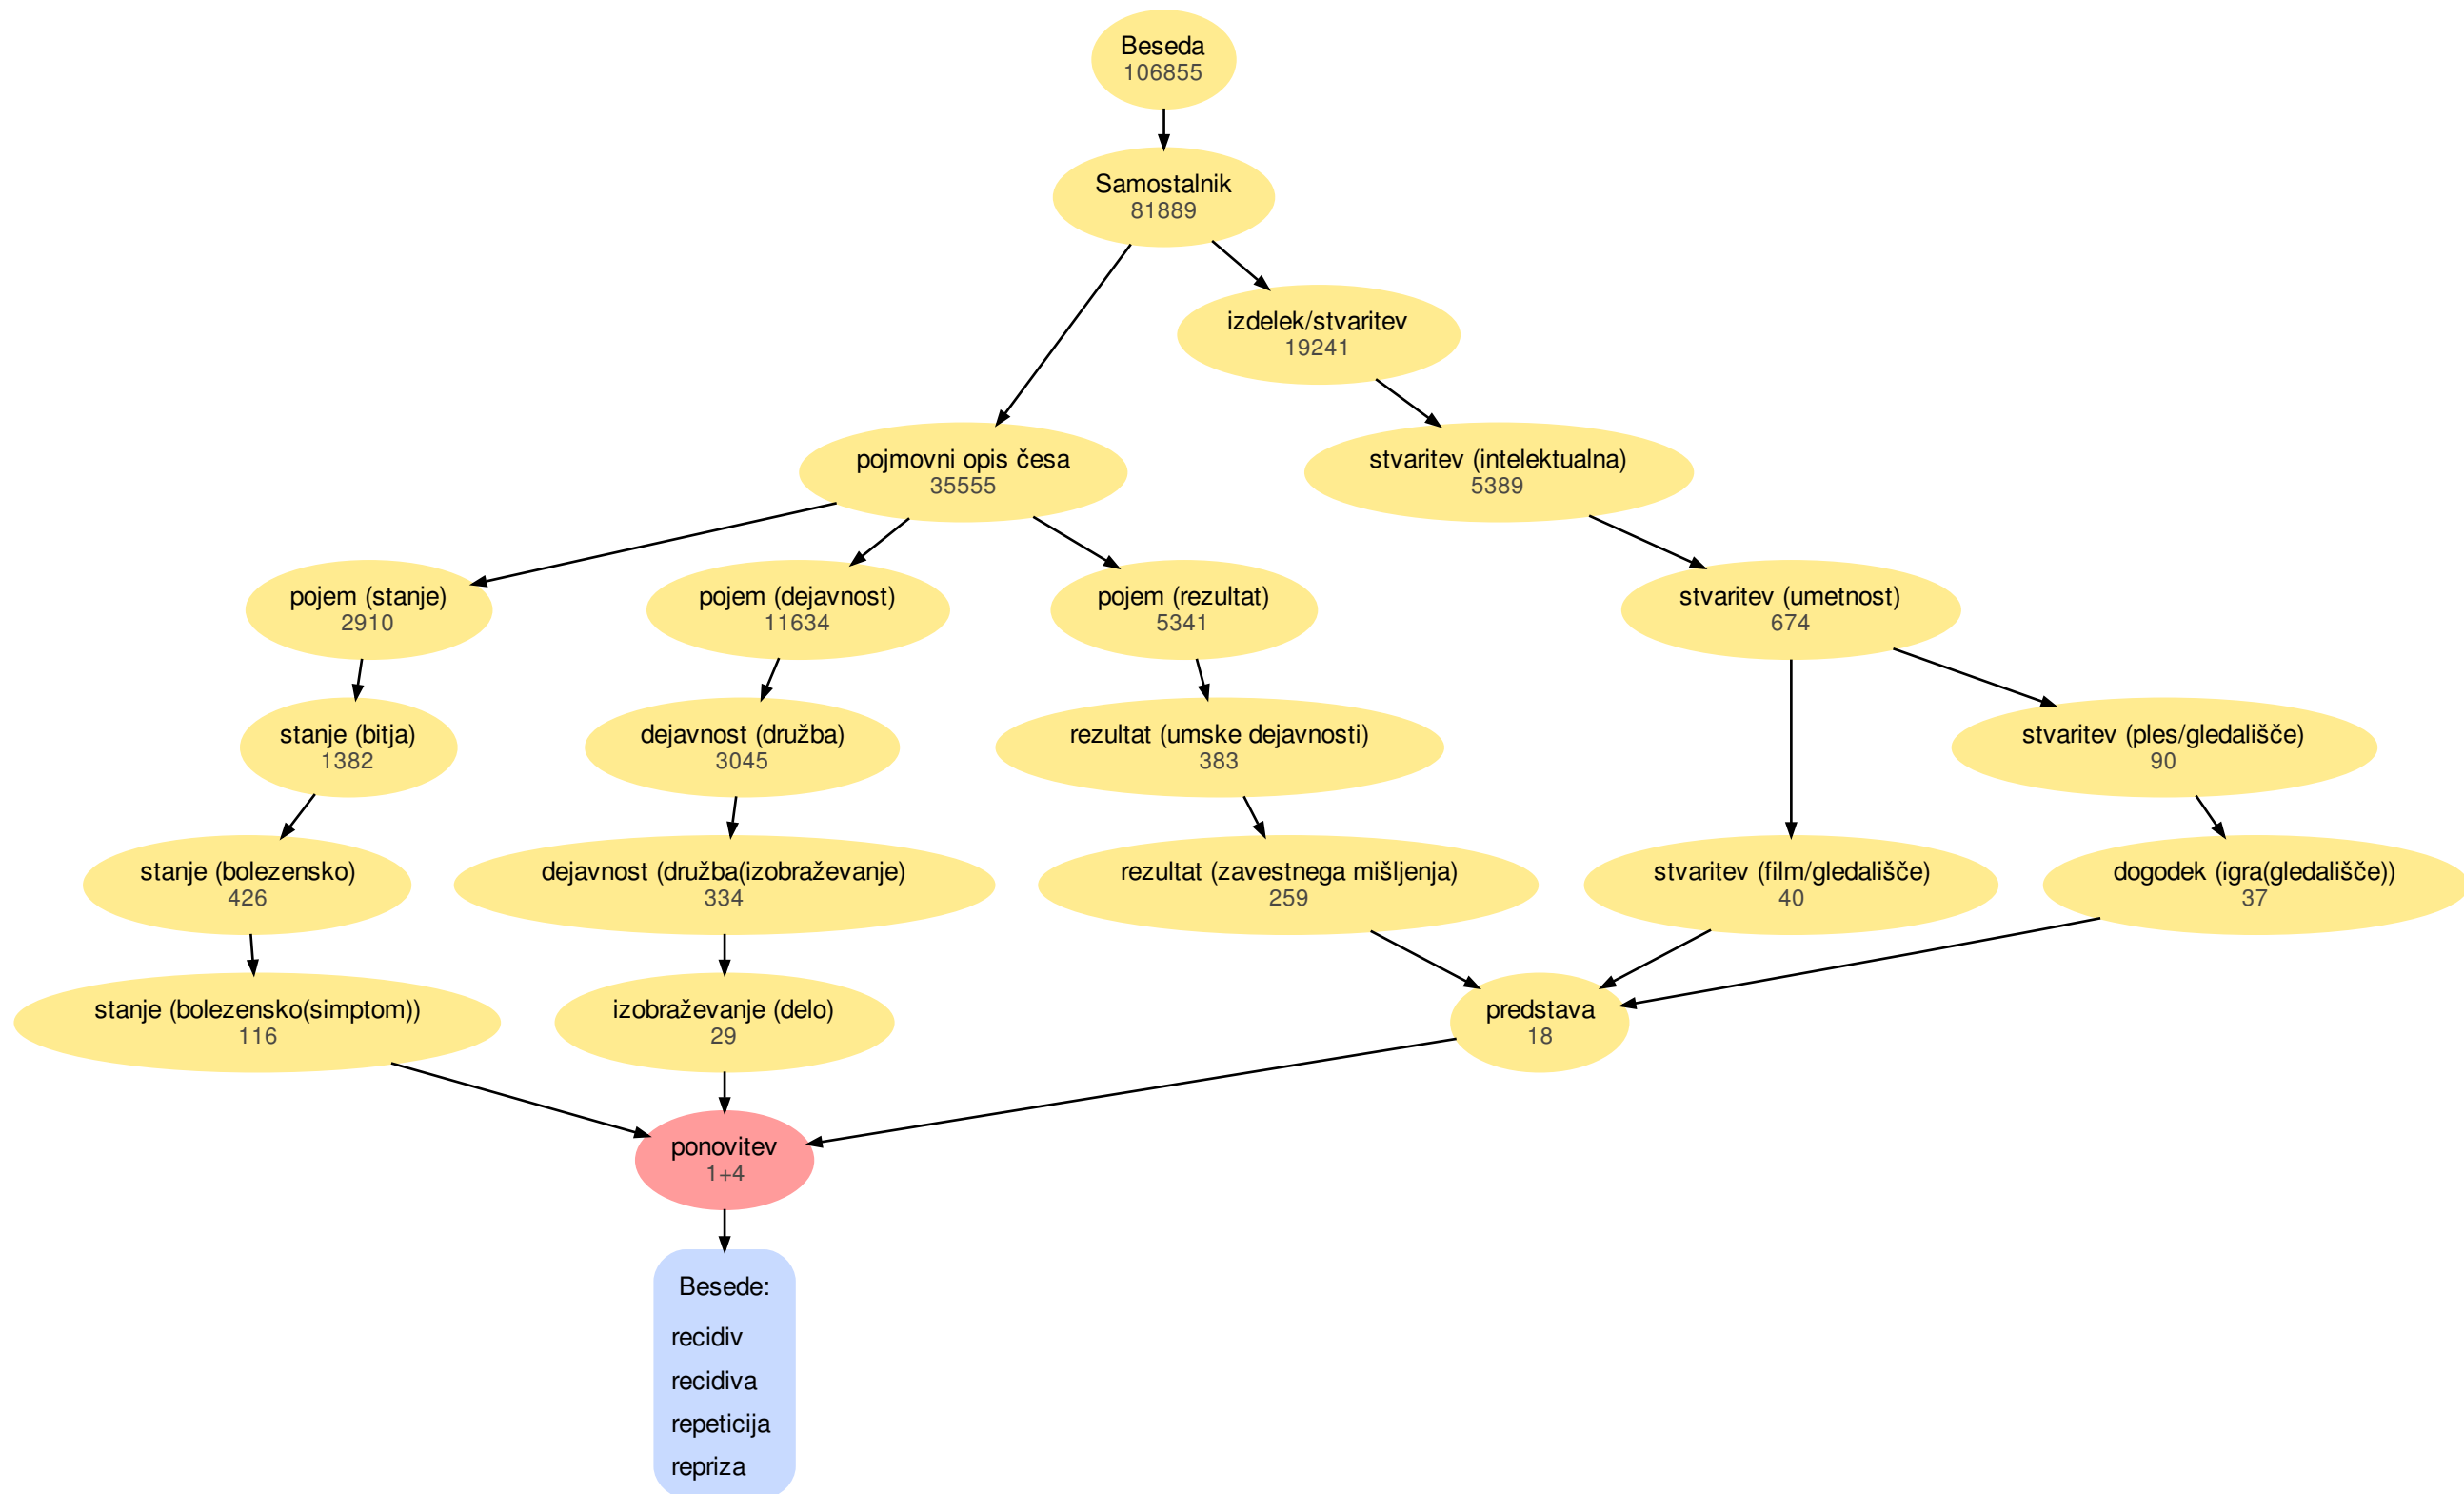 Beseda
106855
Samostalnik
81889
izdelek/stvaritev
19241
pojmovni opis česa
35555
stvaritev (intelektualna)
5389
pojem (stanje)
2910
pojem (dejavnost)
11634
pojem (rezultat)
5341
stvaritev (umetnost)
674
stanje (bitja)
1382
dejavnost (družba)
3045
rezultat (umske dejavnosti)
383
stvaritev (ples/gledališče)
90
stanje (bolezensko)
426
dejavnost (družba(izobraževanje)
334
rezultat (zavestnega mišljenja)
259
stvaritev (film/gledališče)
40
dogodek (igra(gledališče))
37
stanje (bolezensko(simptom))
116
izobraževanje (delo)
29
predstava
18
ponovitev
1+4
Besede:
recidiv
recidiva
repeticija
repriza